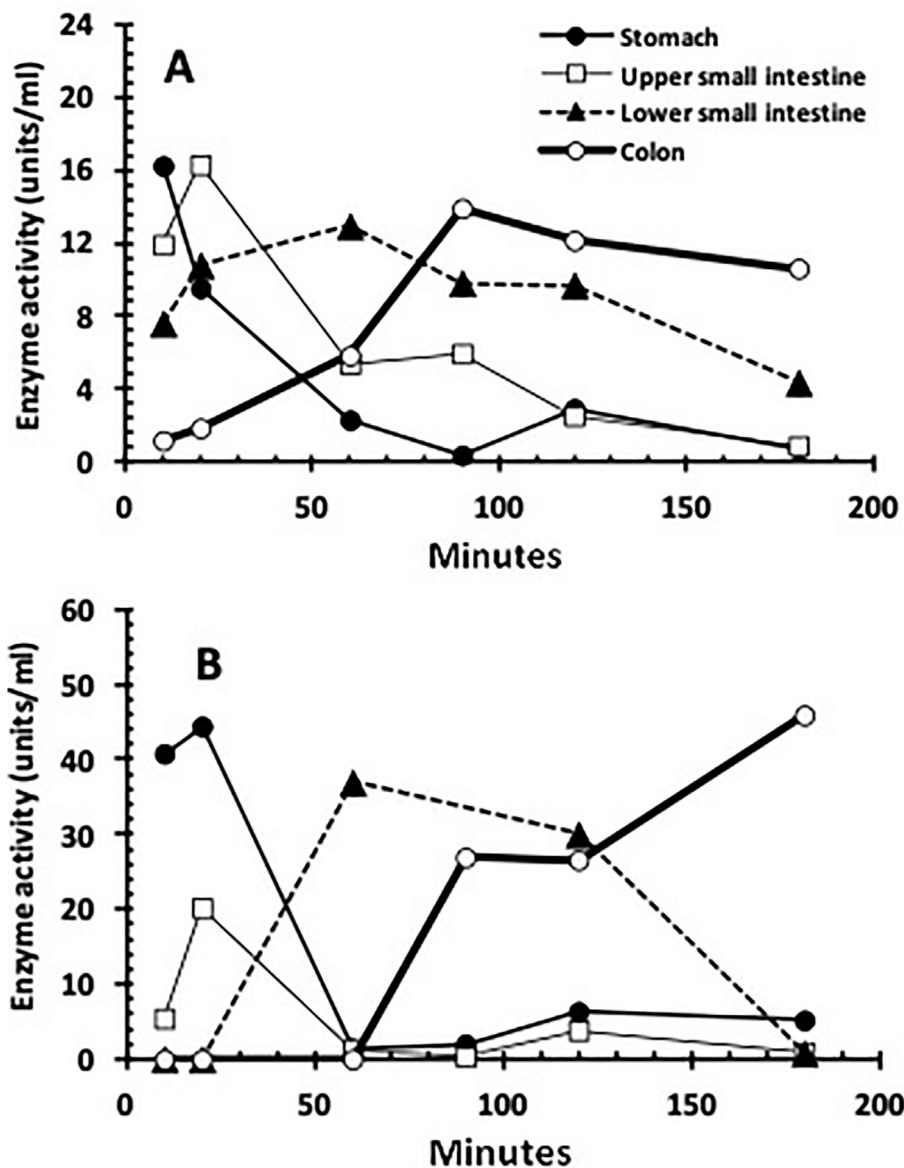 A
Stomach
Upper small intestine
Lower small intestine
Colon
Enzyme activity (units/ml)
24
20
16
12
8
4
0
0 50 100 150 200
Minutes
B
Enzyme activity (units/ml)
60
50
40
30
20
10
0
0 50 100 150 200
Minutes